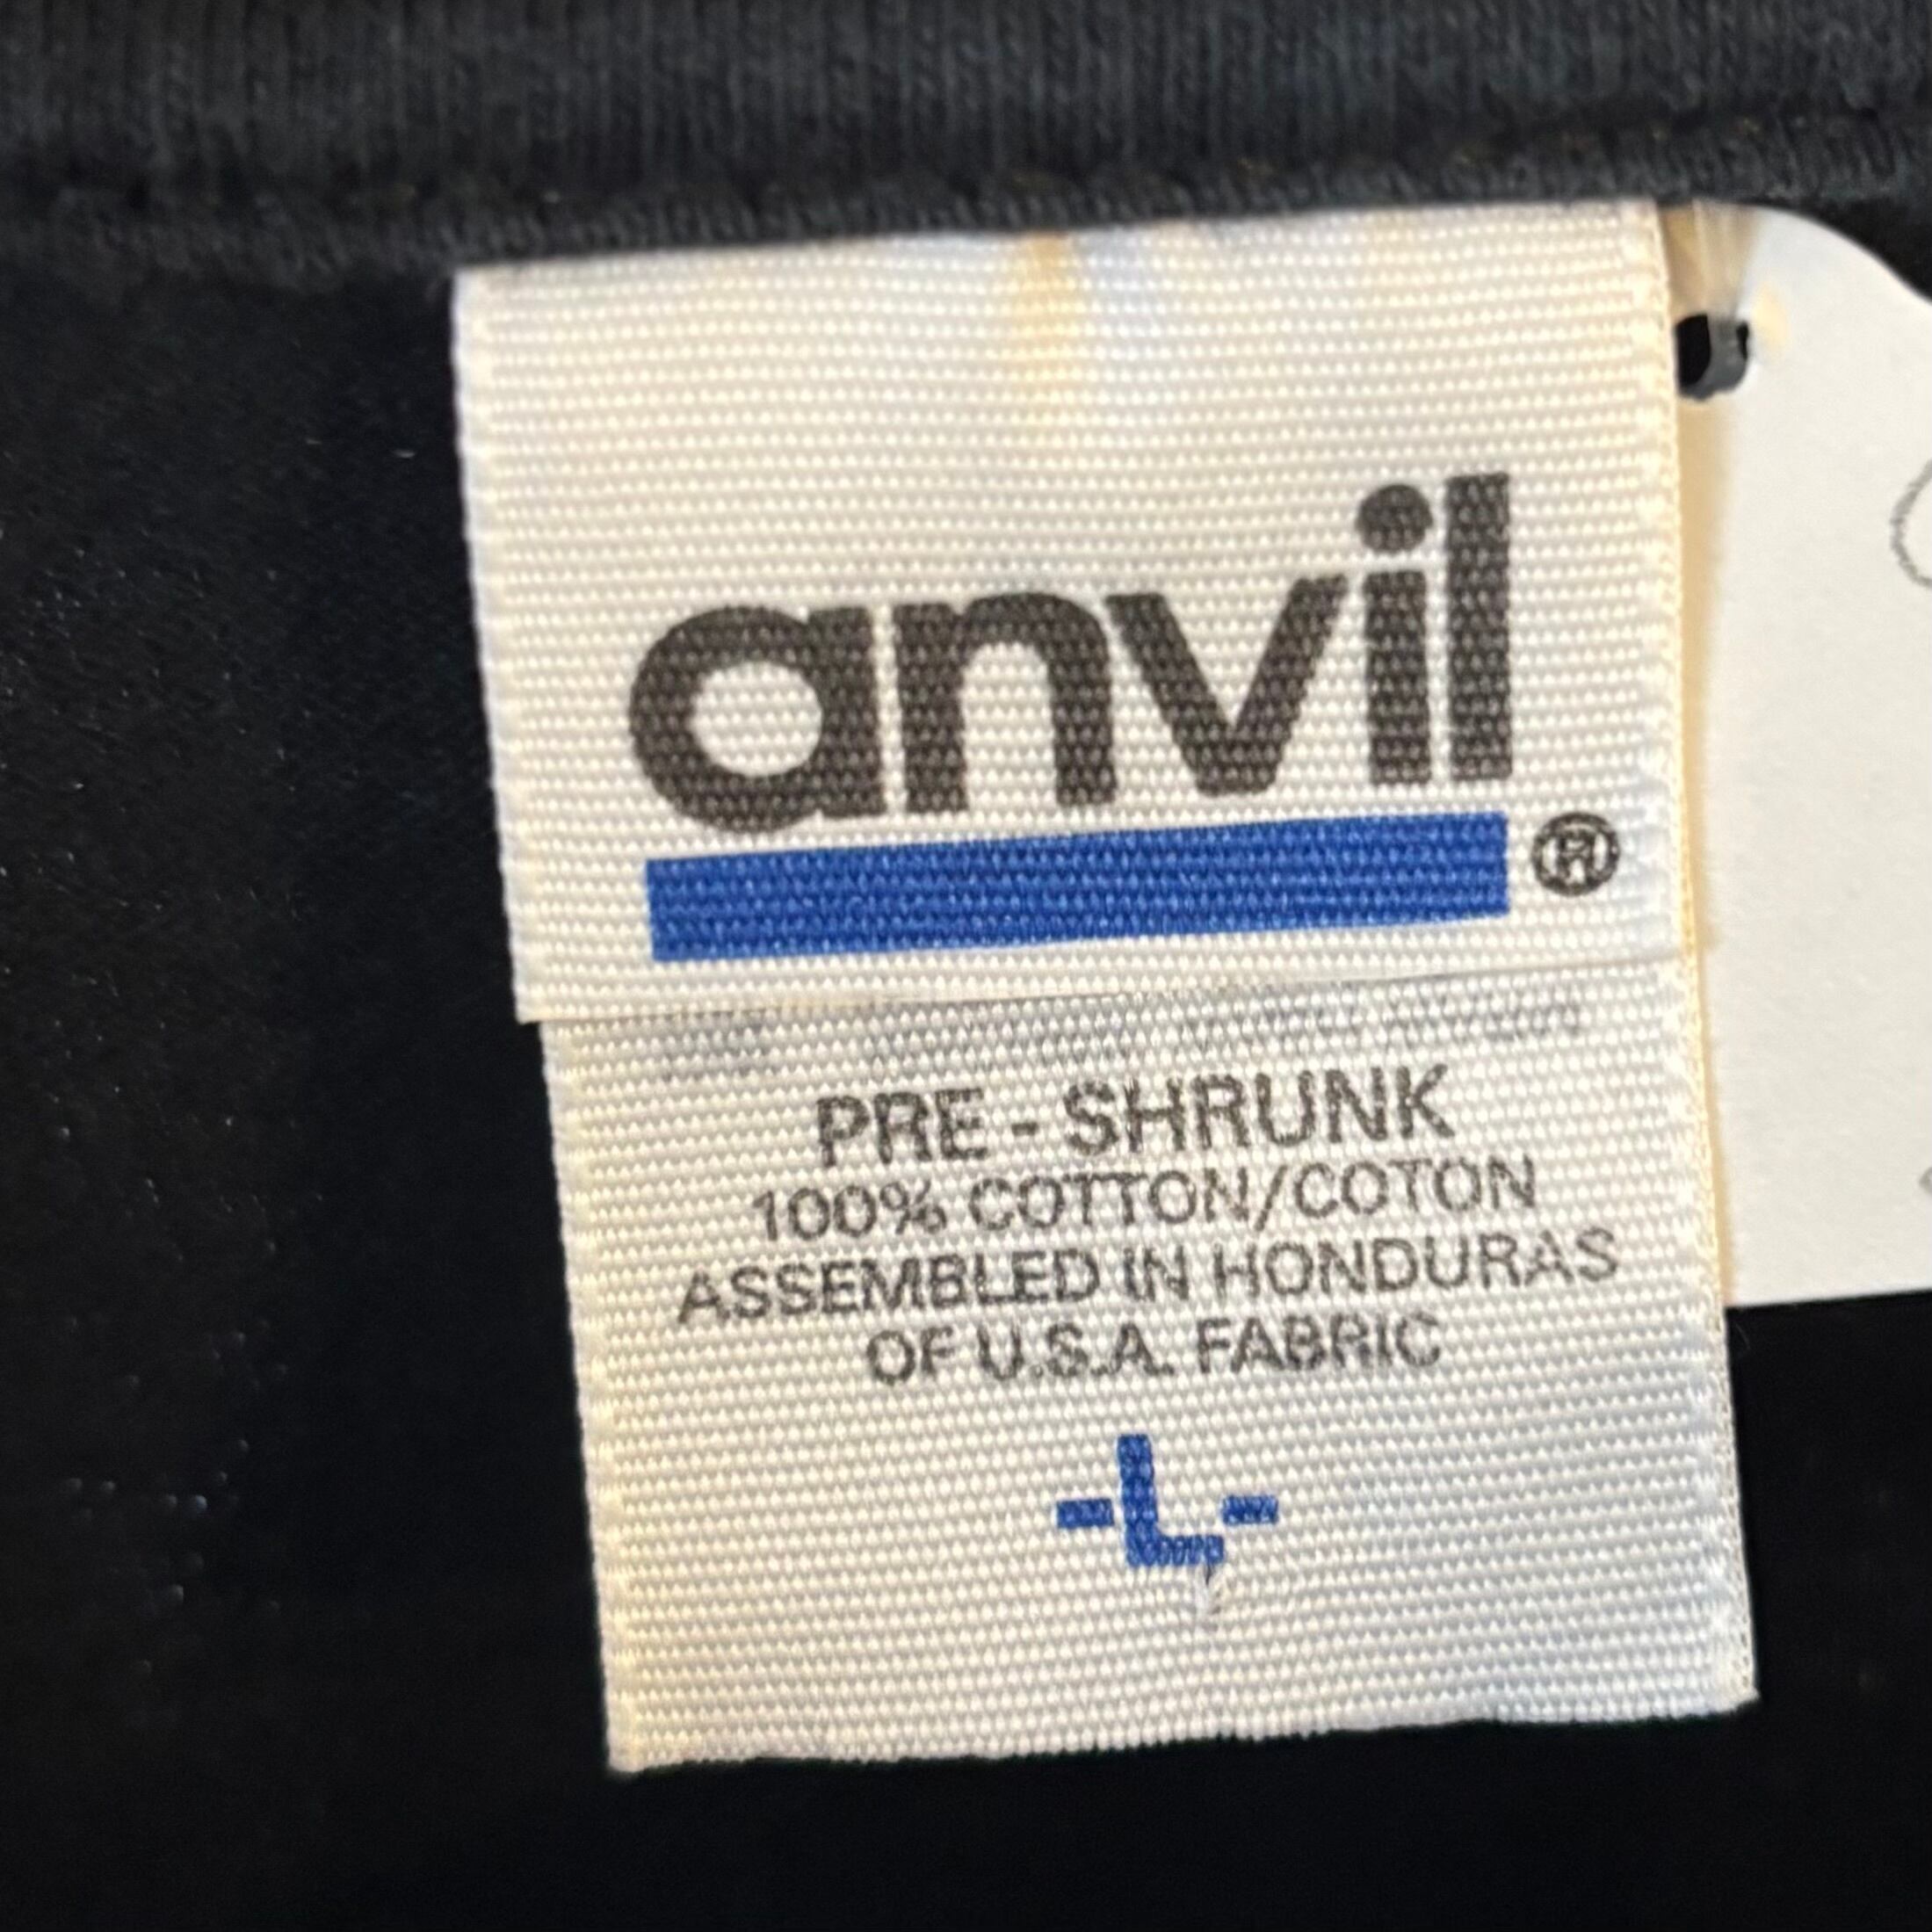 anvil
®
PRE - SHRUNK
100% COTTON/COTON
ASSEMBLED IN HONDURAS
OF U.S.A. FABRIC
-L-